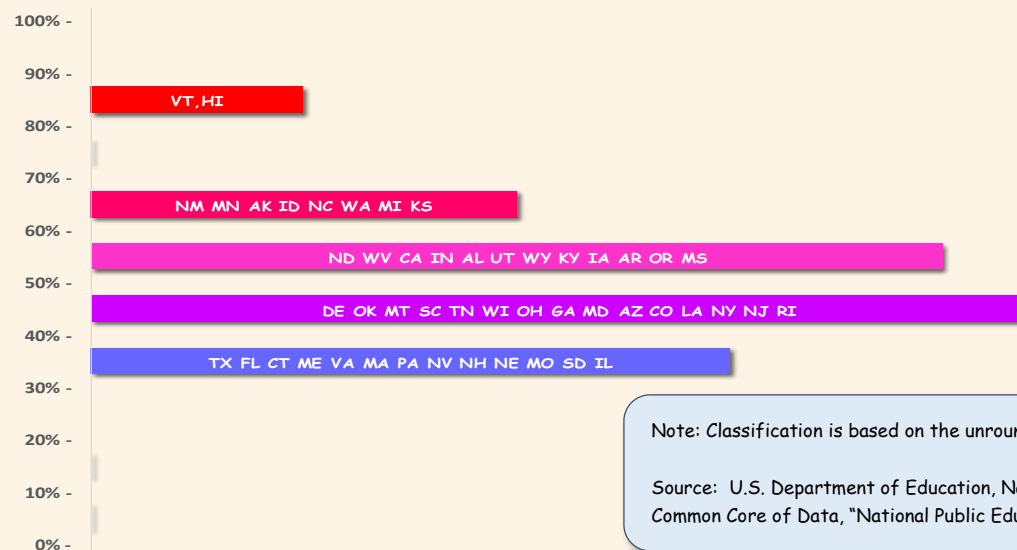 100% -
90% -
VT,HI
80% -
70% -
NM MN AK ID NC WA MI KS
60% -
ND WV CA IN AL UT WY KY IA AR OR MS
50% -
DE OK MT SC TN WI OH GA MD AZ CO LA NY NJ RI
40% -
TX FL CT ME VA MA PA NV NH NE MO SD IL
30% -
Note: Classification is based on the
20% -
Source: U.S. Department of Education,
10% -
Common Core of Data, “National Public
0% -